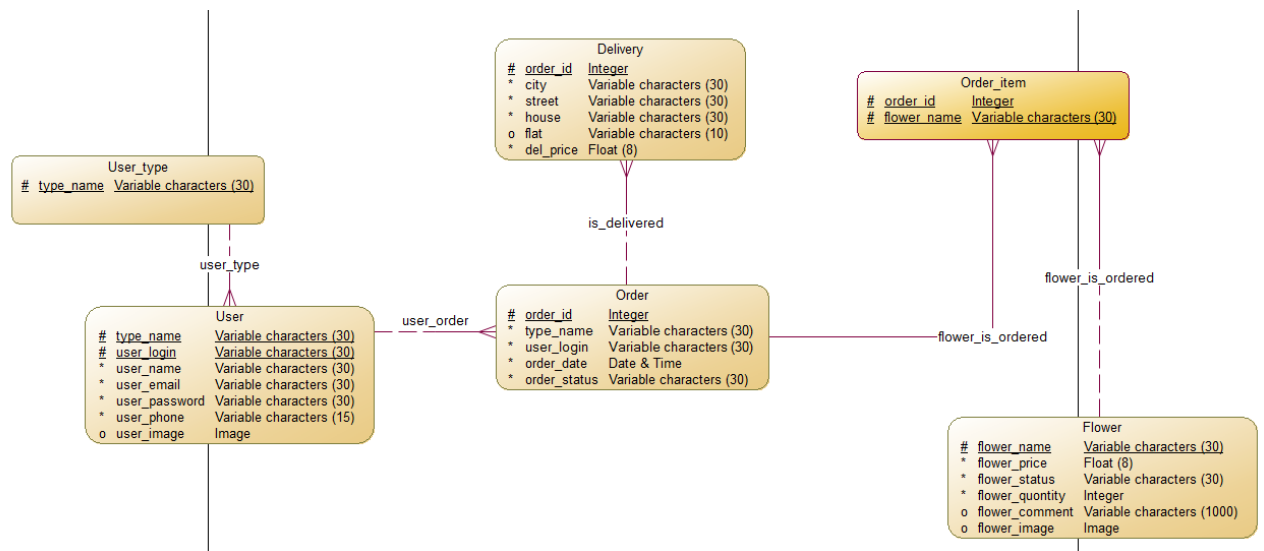 Delivery
# order_id Integer
* city Variable characters (30)
* street Variable characters (30)
* house Variable characters (30)
o flat Variable characters (10)
* del_price Float (8)
Order_item
# order_id Integer
# flower_name Variable characters (30)
User_type
# type_name Variable characters (30)
is_delivered
user_type
flower_is_ordered
User
# type_name Variable characters (30)
# user_login Variable characters (30)
* user_name Variable characters (30)
* user_email Variable characters (30)
* user_password Variable characters (30)
* user_phone Variable characters (15)
o user_image Image
user_order
Order
# order_id Integer
* type_name Variable characters (30)
* user_login Variable characters (30)
* order_date Date & Time
* order_status Variable characters (30)
flower_is_ordered
Flower
# flower_name Variable characters (30)
* flower_price Float (8)
* flower_status Variable characters (30)
* flower_quontity Integer
o flower_comment Variable characters (1000)
o flower_image Image